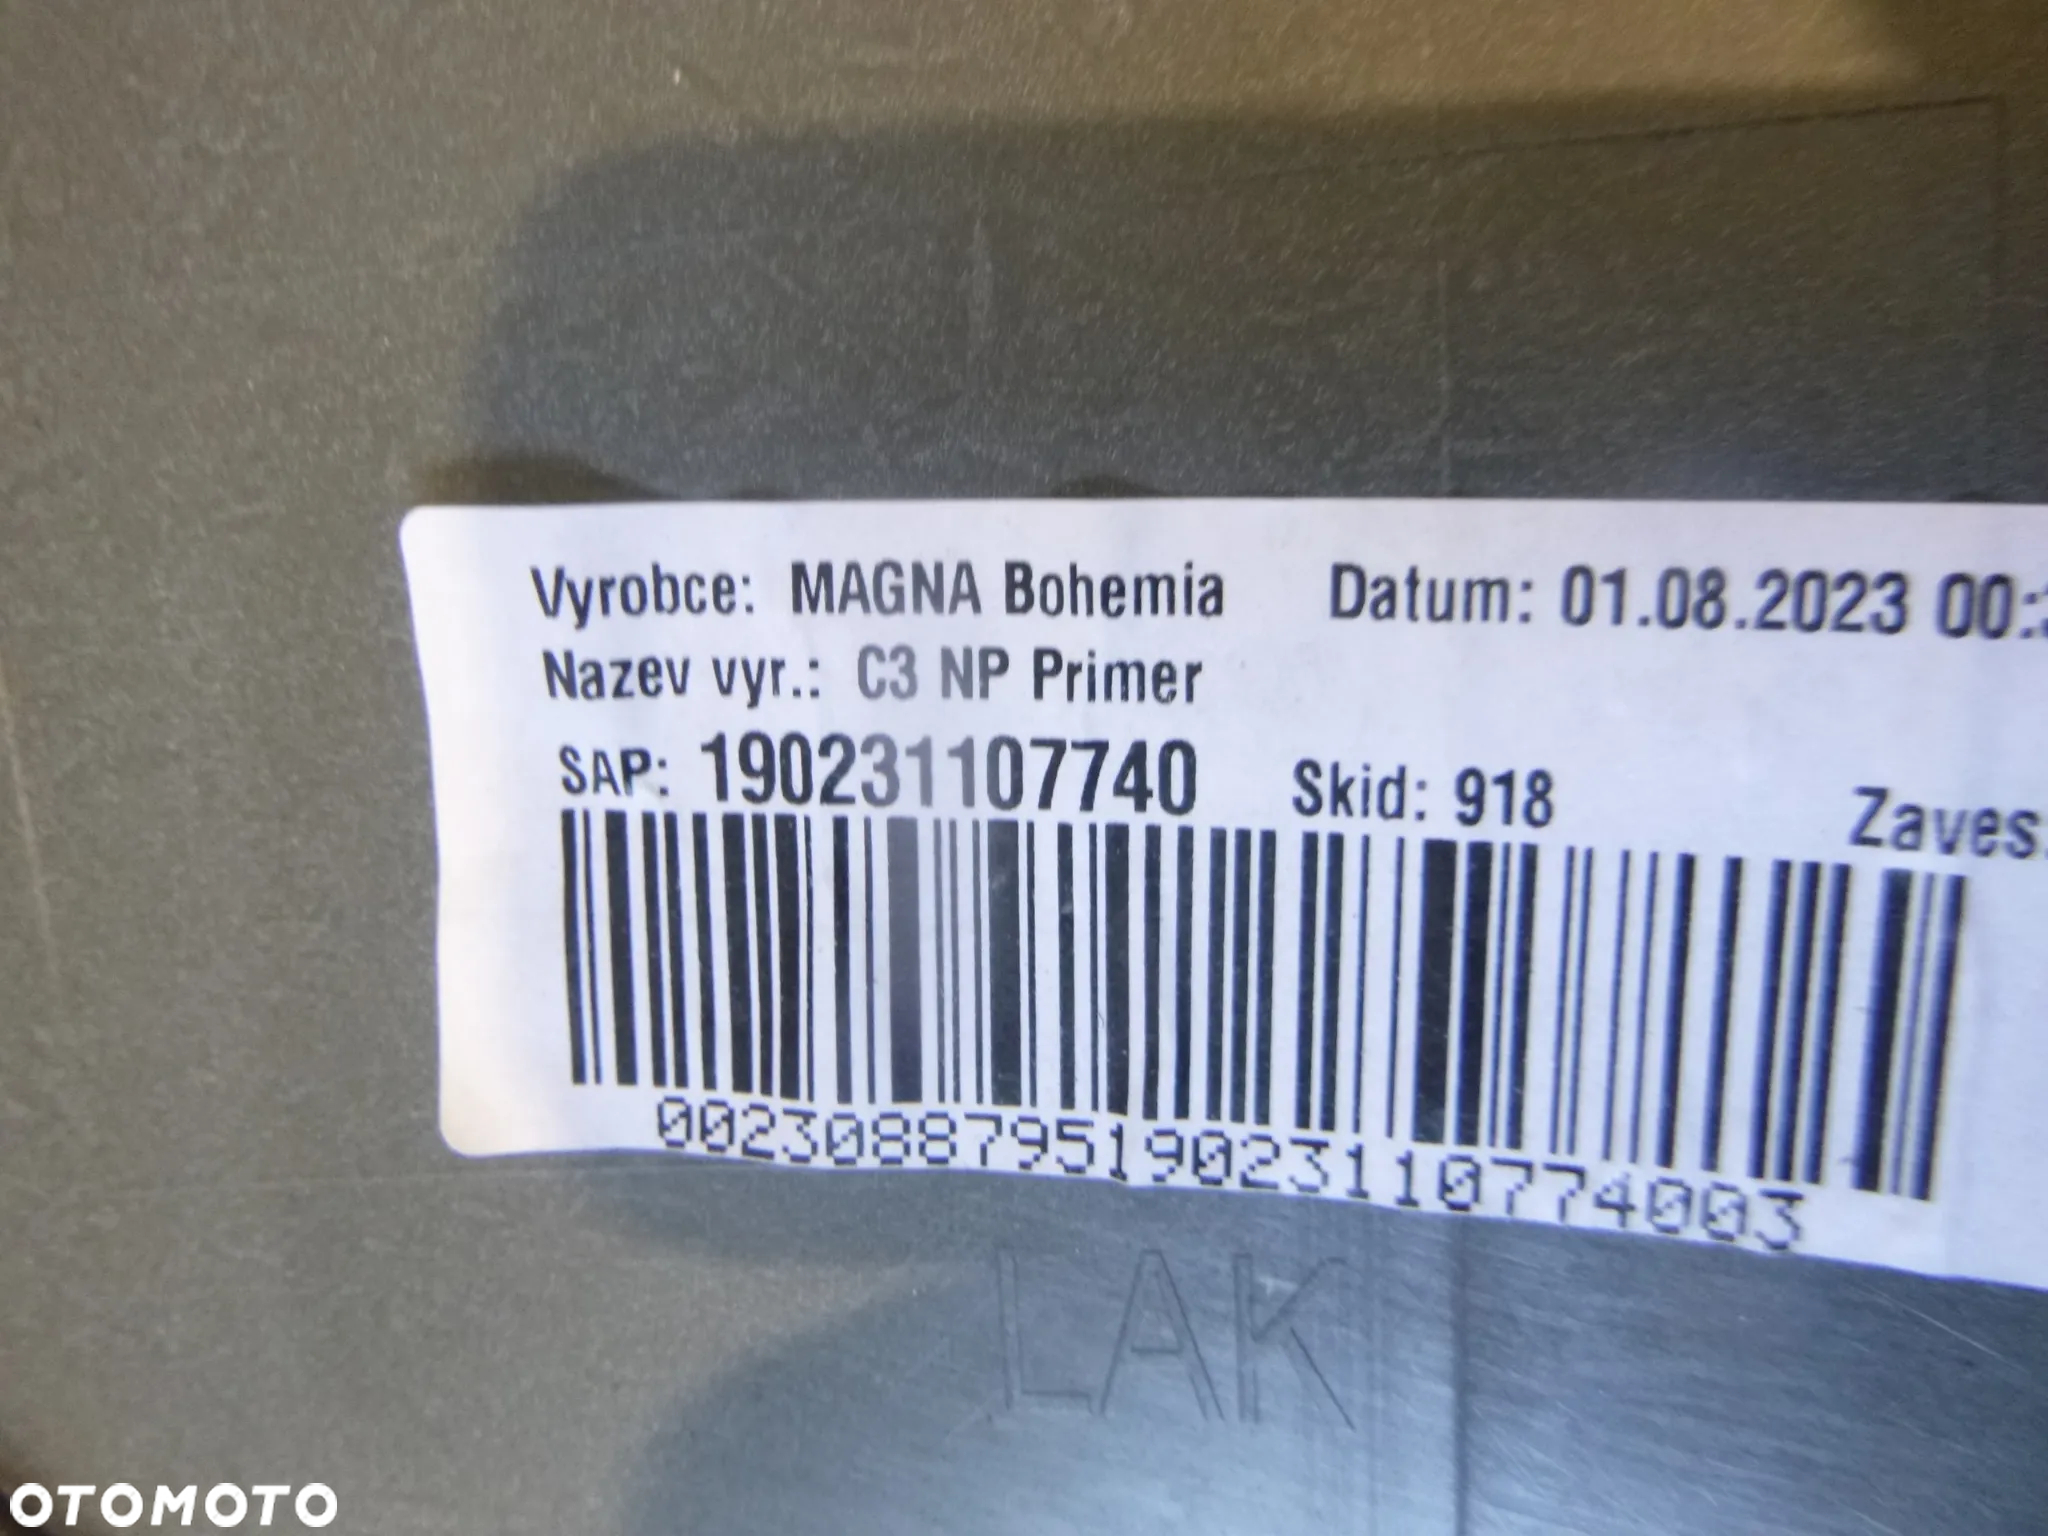 Vyrobce: MAGNA Bohemia Datum: 01.08.2023
Nazev vyr.: C3 NP Primer
SAP: 190231107740 Skid: 918 Zaves.
002308879519023110774003
LAK
OTOMOTO